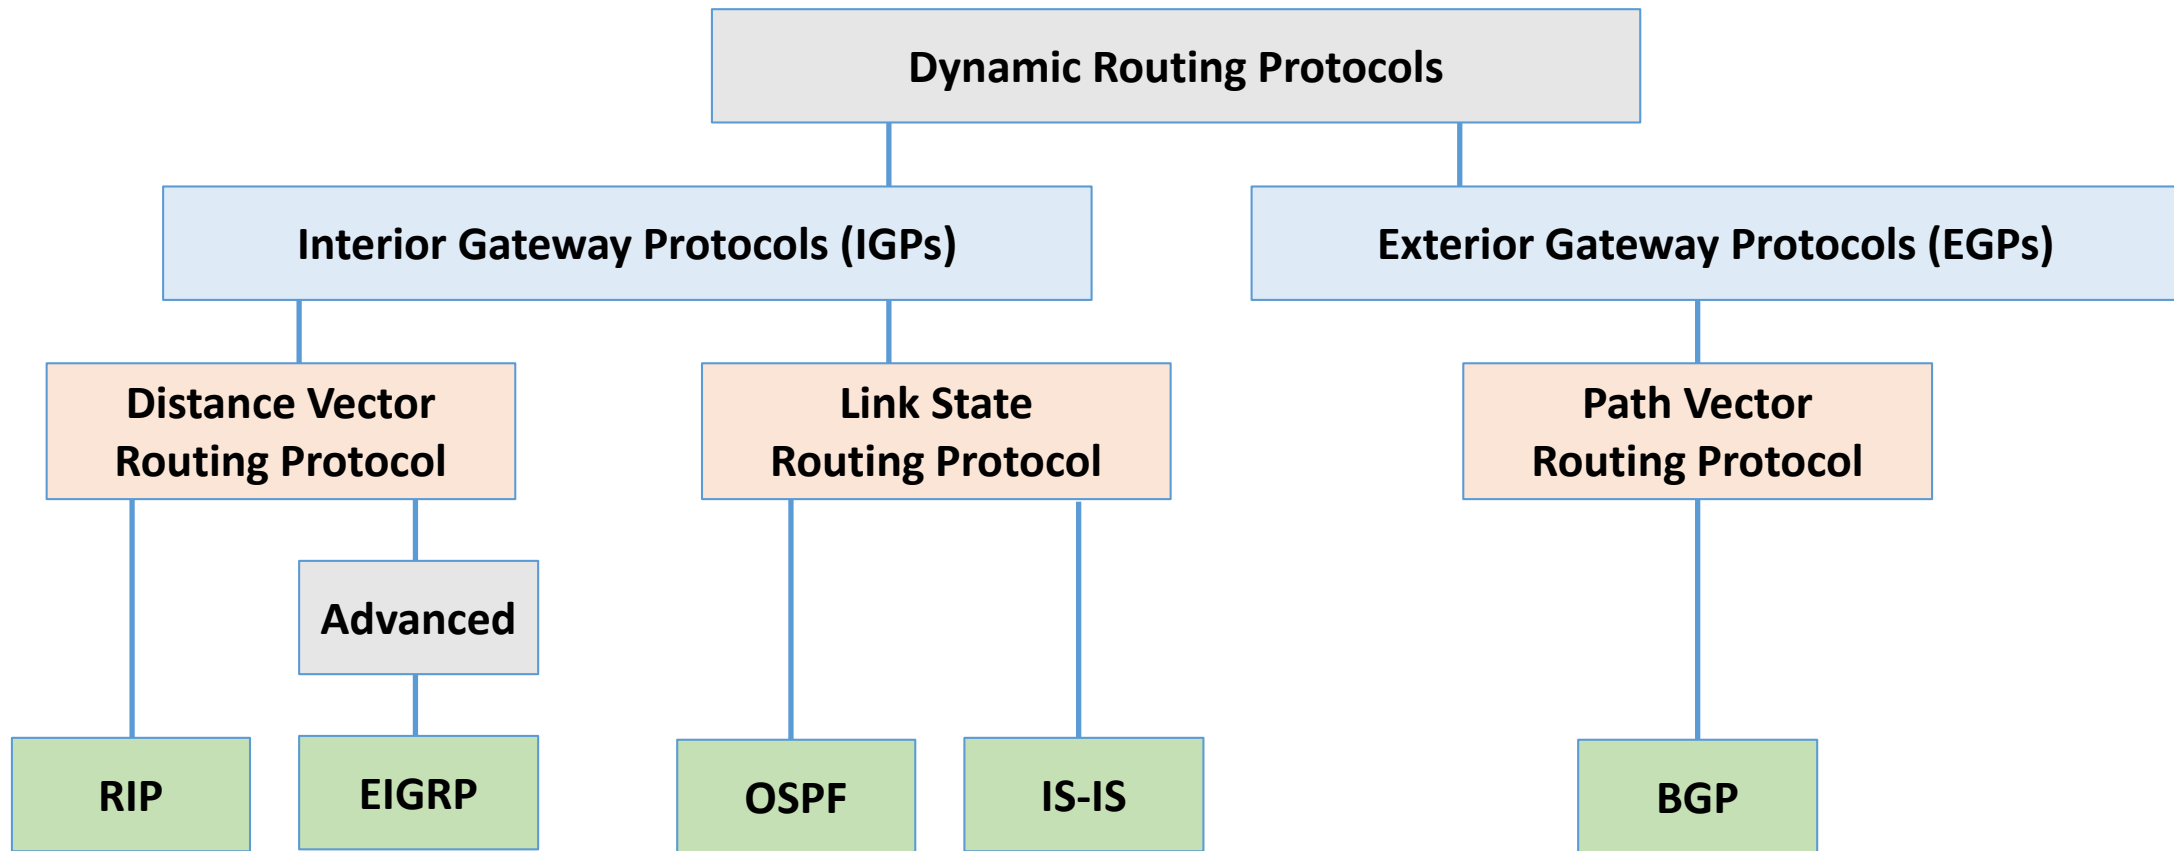 Dynamic Routing Protocols
Interior Gateway Protocols (IGPs)
Exterior Gateway Protocols (EGPs)
Distance Vector
Routing Protocol
Link State
Routing Protocol
Path Vector
Routing Protocol
Advanced
RIP
EIGRP
OSPF
IS-IS
BGP